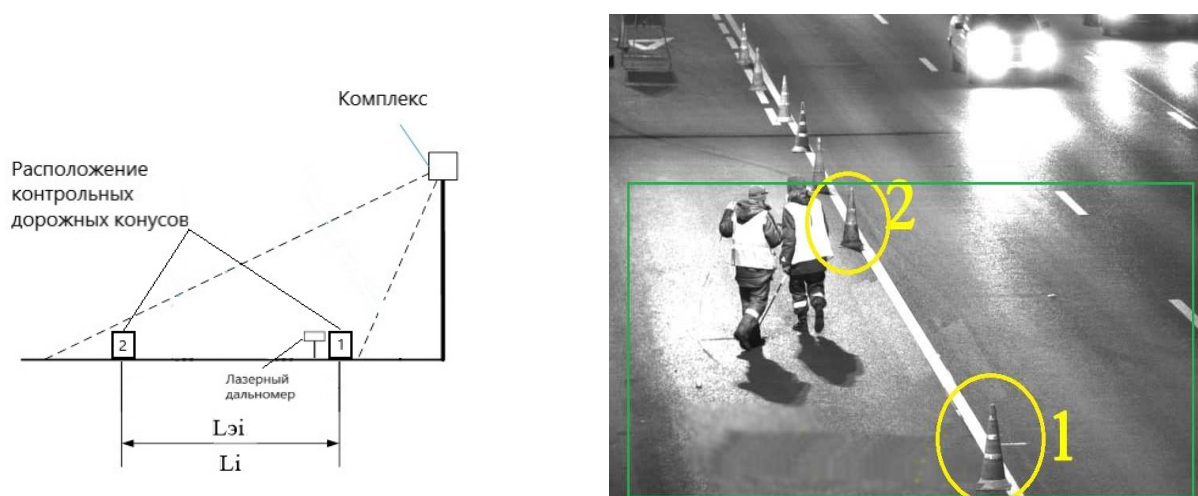 Комплекс
Расположение
контрольных
дорожных конусов
2
1
Лазерный
дальномер
Lэi
Li
2
1